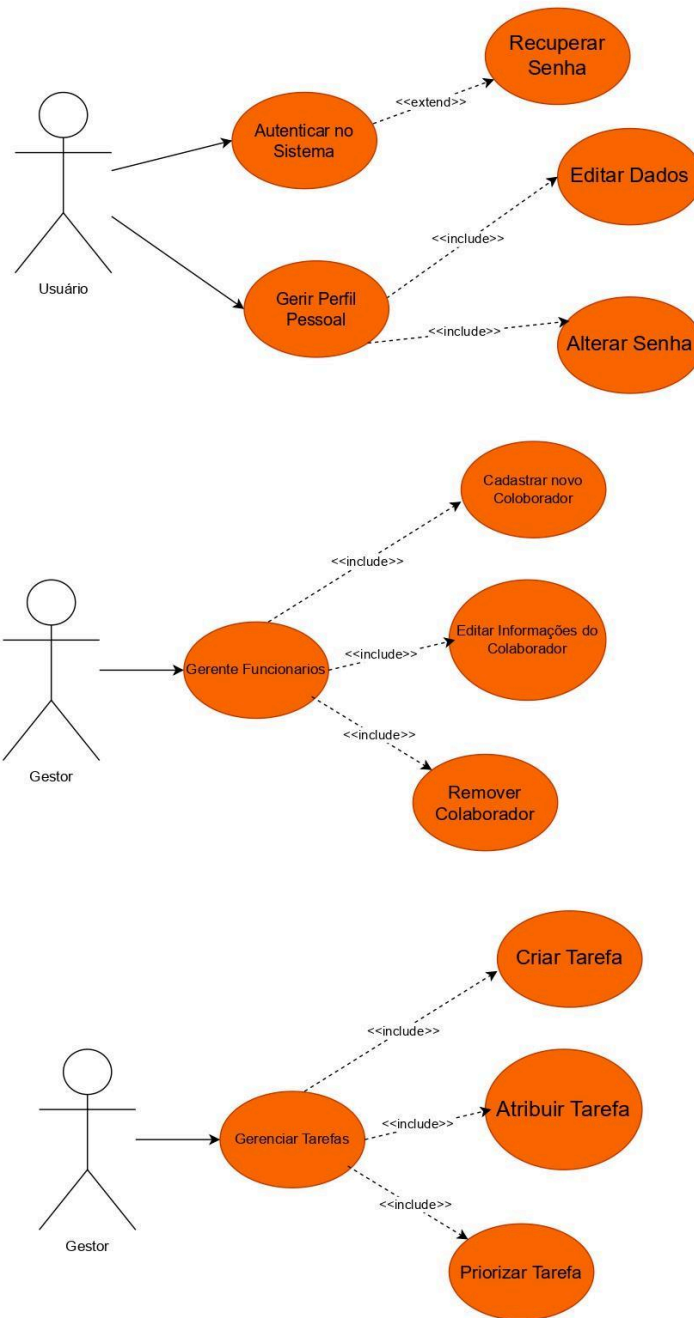 Recuperar
Senha
<<extend>>
Autenticar no
Sistema
Editar Dados
<<include>>
Usuário
Gerir Perfil
Pessoal
<<include>>
Alterar Senha
Cadastrar novo
Coloborador
<<include>>
Editar Informações do
Colaborador
<<include>>
Gerente Funcionarios
<<include>>
Gestor
Remover
Colaborador
Criar Tarefa
<<include>>
Atribuir Tarefa
<<include>>
Gerenciar Tarefas
<<include>>
Gestor
Priorizar Tarefa